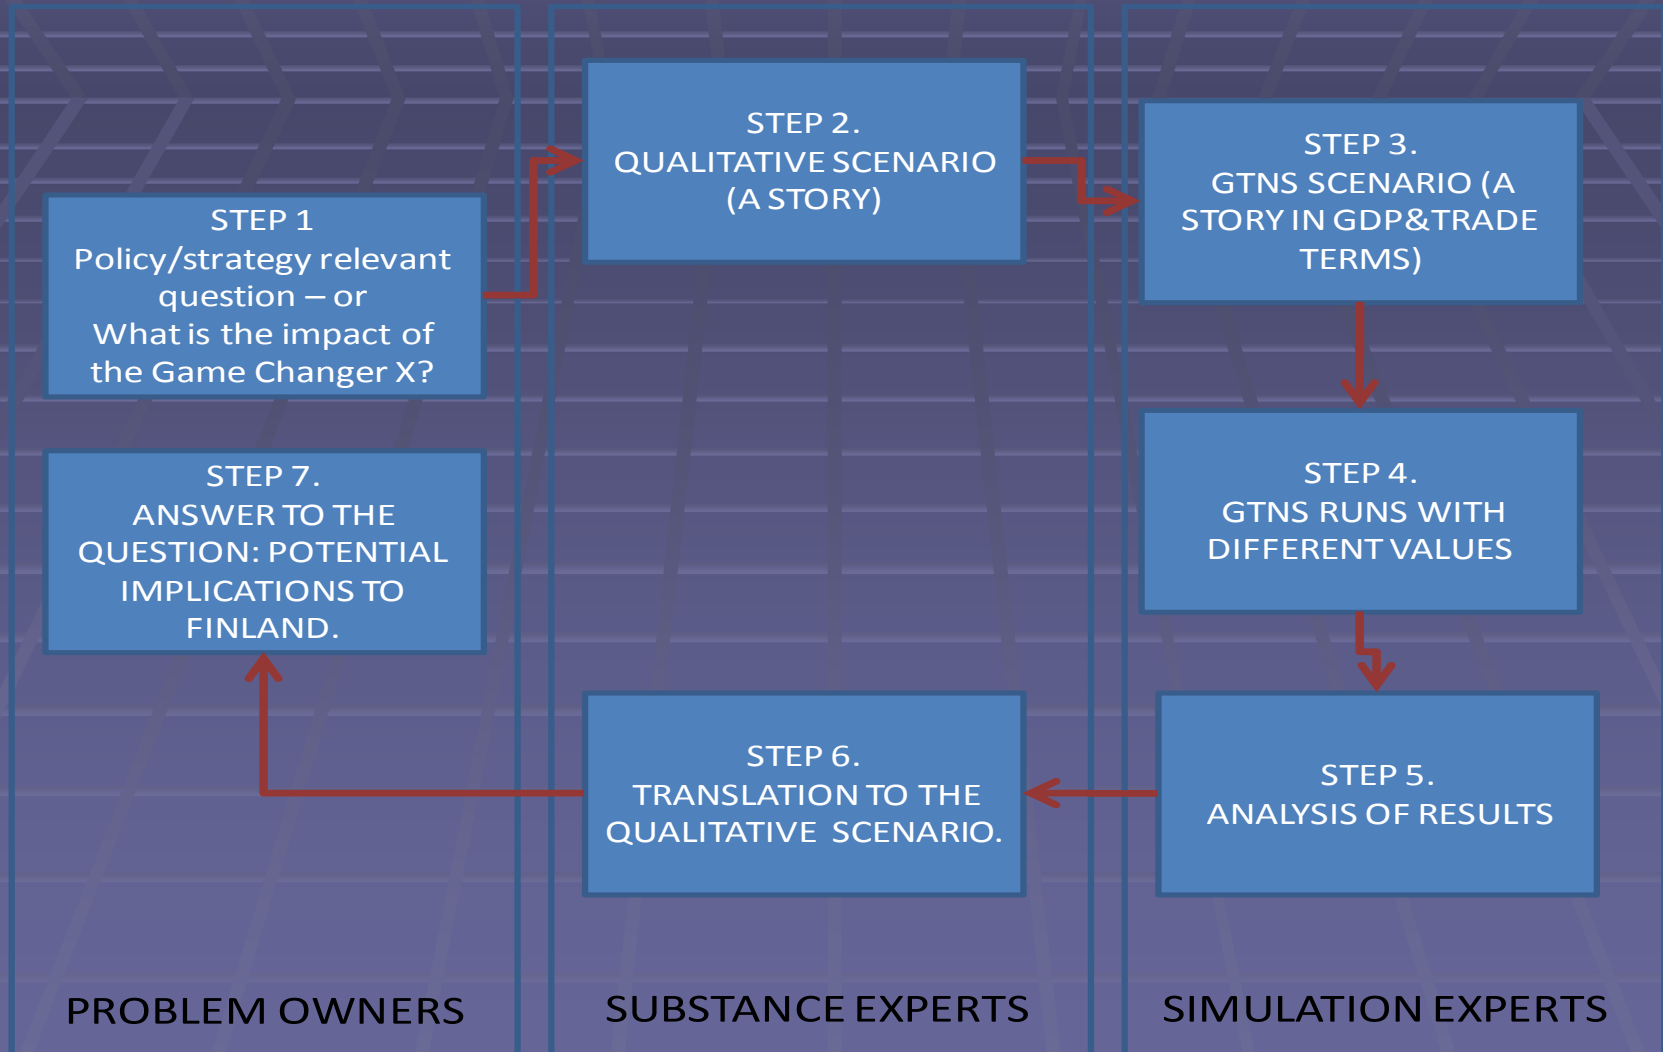 STEP 1
Policy/strategy relevant
question – or
What is the impact of
the Game Changer X?
STEP 2.
QUALITATIVE SCENARIO
(A STORY)
STEP 3.
GTNS SCENARIO (A
STORY IN GDP&TRADE
TERMS)
STEP 4.
GTNS RUNS WITH
DIFFERENT VALUES
STEP 5.
ANALYSIS OF RESULTS
STEP 6.
TRANSLATION TO THE
QUALITATIVE SCENARIO.
STEP 7.
ANSWER TO THE
QUESTION: POTENTIAL
IMPLICATIONS TO
FINLAND.
PROBLEM OWNERS
SUBSTANCE EXPERTS
SIMULATION EXPERTS